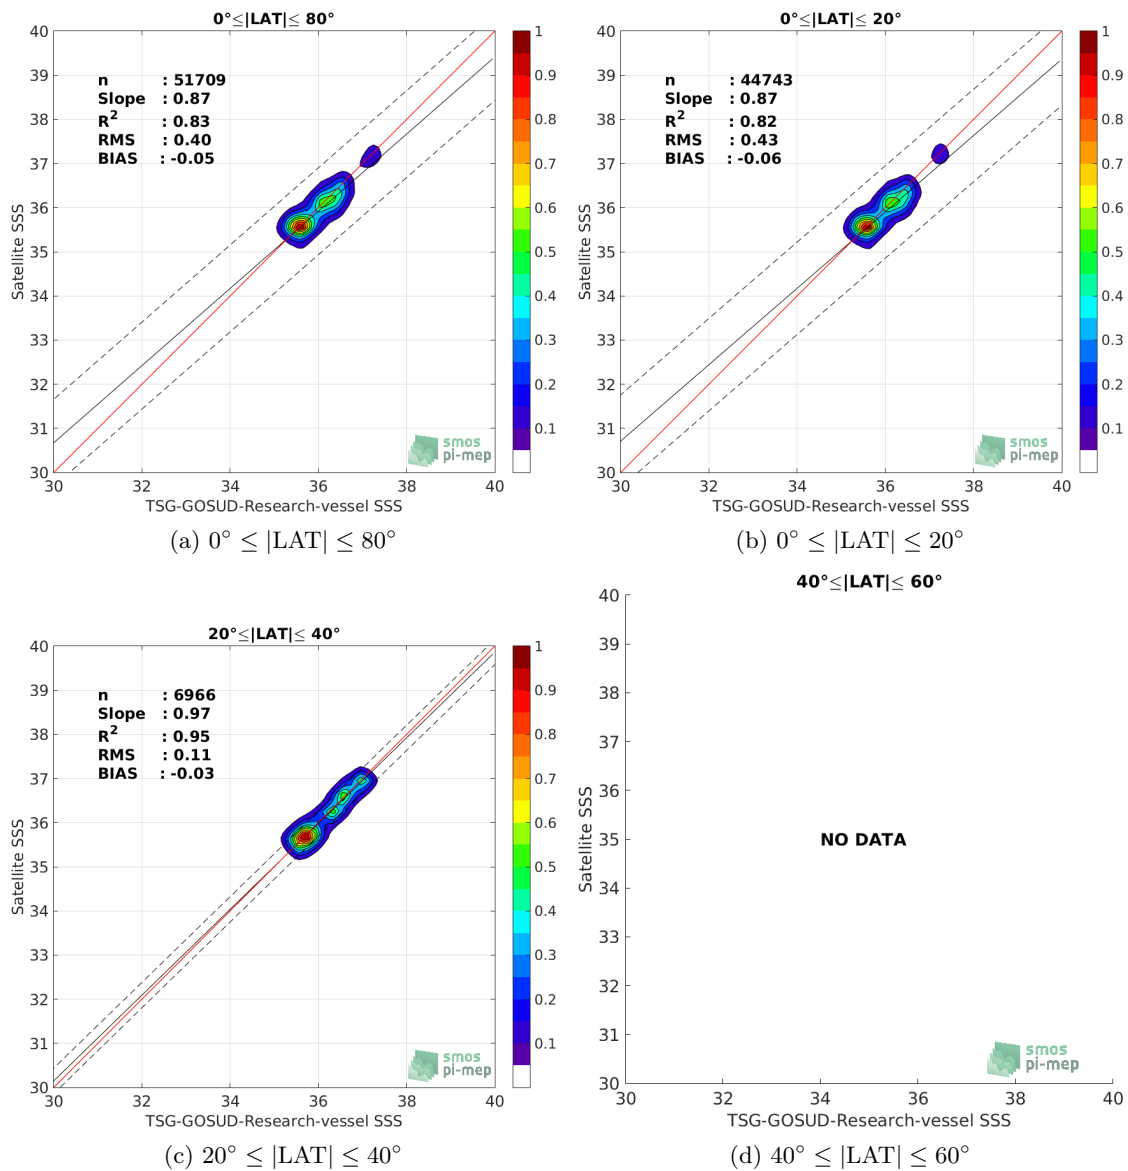 0°≤|LAT|≤ 80°
n : 51709
Slope : 0.87
R² : 0.83
RMS : 0.40
BIAS : -0.05
40
39
38
37
36
35
34
33
32
31
30
30 32 34 36 38 40
Satellite SSS
TSG-GOSUD-Research-vessel SSS
1
0.9
0.8
0.7
0.6
0.5
0.4
0.3
0.2
0.1
smos
pi-mep
(a) 0° ≤ |LAT| ≤ 80°
0°≤|LAT|≤ 20°
n : 44743
Slope : 0.87
R² : 0.82
RMS : 0.43
BIAS : -0.06
40
39
38
37
36
35
34
33
32
31
30
30 32 34 36 38 40
Satellite SSS
TSG-GOSUD-Research-vessel SSS
1
0.9
0.8
0.7
0.6
0.5
0.4
0.3
0.2
0.1
smos
pi-mep
(b) 0° ≤ |LAT| ≤ 20°
20°≤|LAT|≤ 40°
n : 6966
Slope : 0.97
R² : 0.95
RMS : 0.11
BIAS : -0.03
40
39
38
37
36
35
34
33
32
31
30
30 32 34 36 38 40
Satellite SSS
TSG-GOSUD-Research-vessel SSS
1
0.9
0.8
0.7
0.6
0.5
0.4
0.3
0.2
0.1
smos
pi-mep
(c) 20° ≤ |LAT| ≤ 40°
40°≤|LAT|≤ 60°
40
39
38
37
36
35
34
33
32
31
30
30 32 34 36 38 40
Satellite SSS
NO DATA
TSG-GOSUD-Research-vessel SSS
smos
pi-mep
(d) 40° ≤ |LAT| ≤ 60°